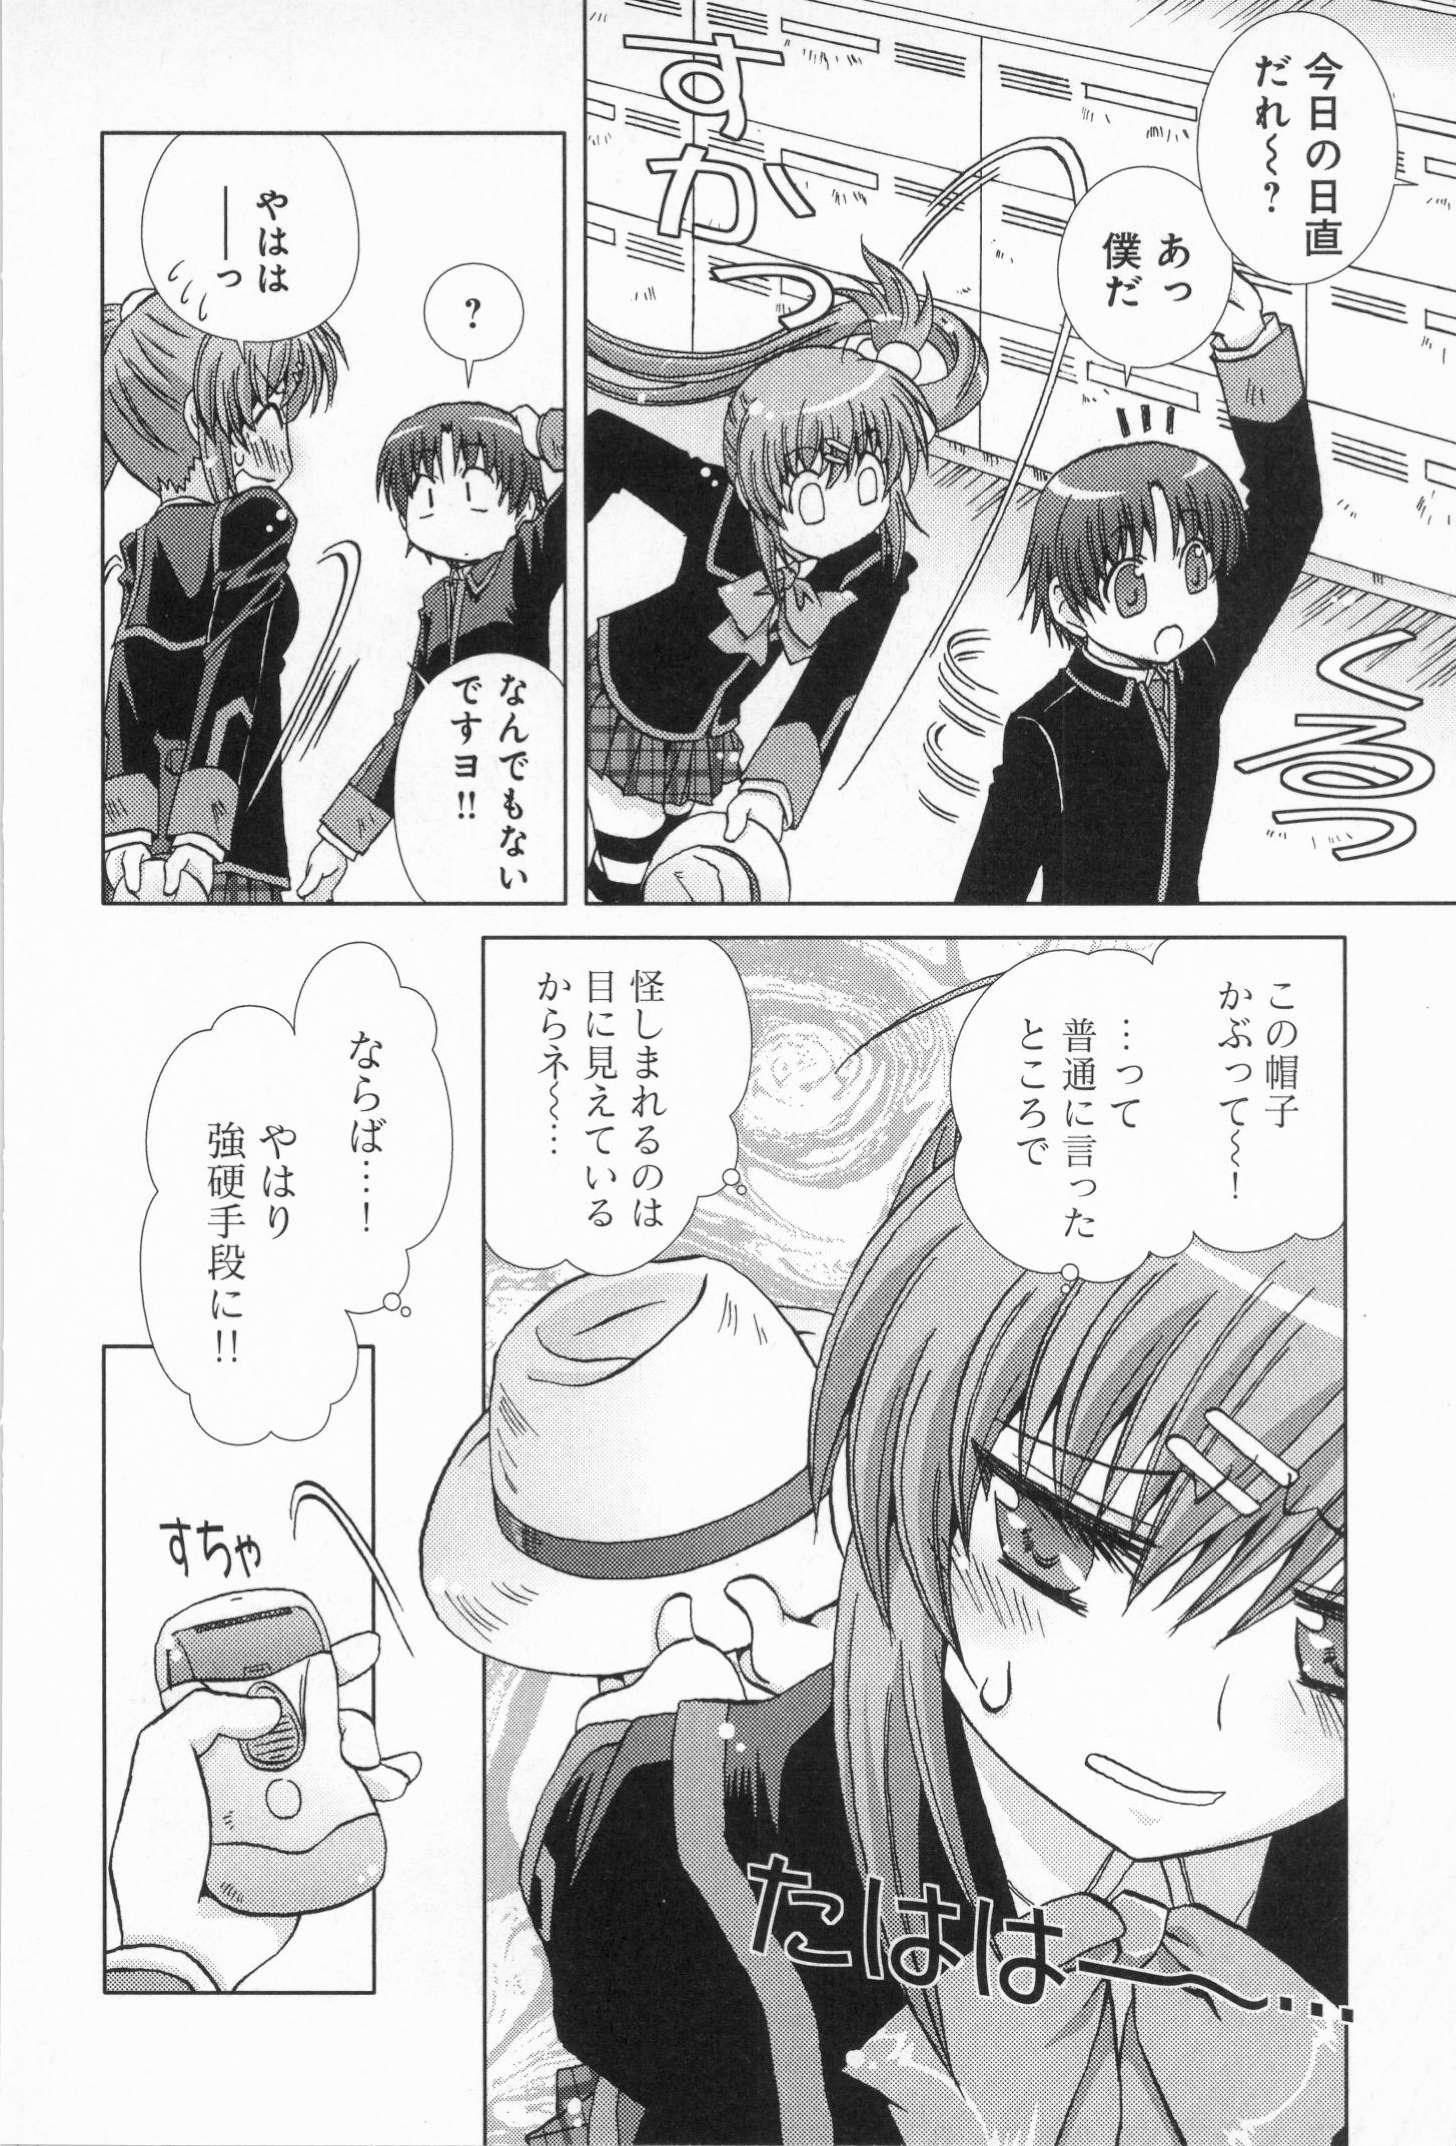 今日の日直
だれ～？
あっ
僕だ
すかっ
くるりっ
？
やはは
――っ
なんでもない
ですヨ!!
この帽子
かぶって～！
…って
普通に言った
ところで
怪しまれるのは
目に見えている
からネ～…
たはは～…
ならば…！
やはり
強硬手段に!!
すちゃ